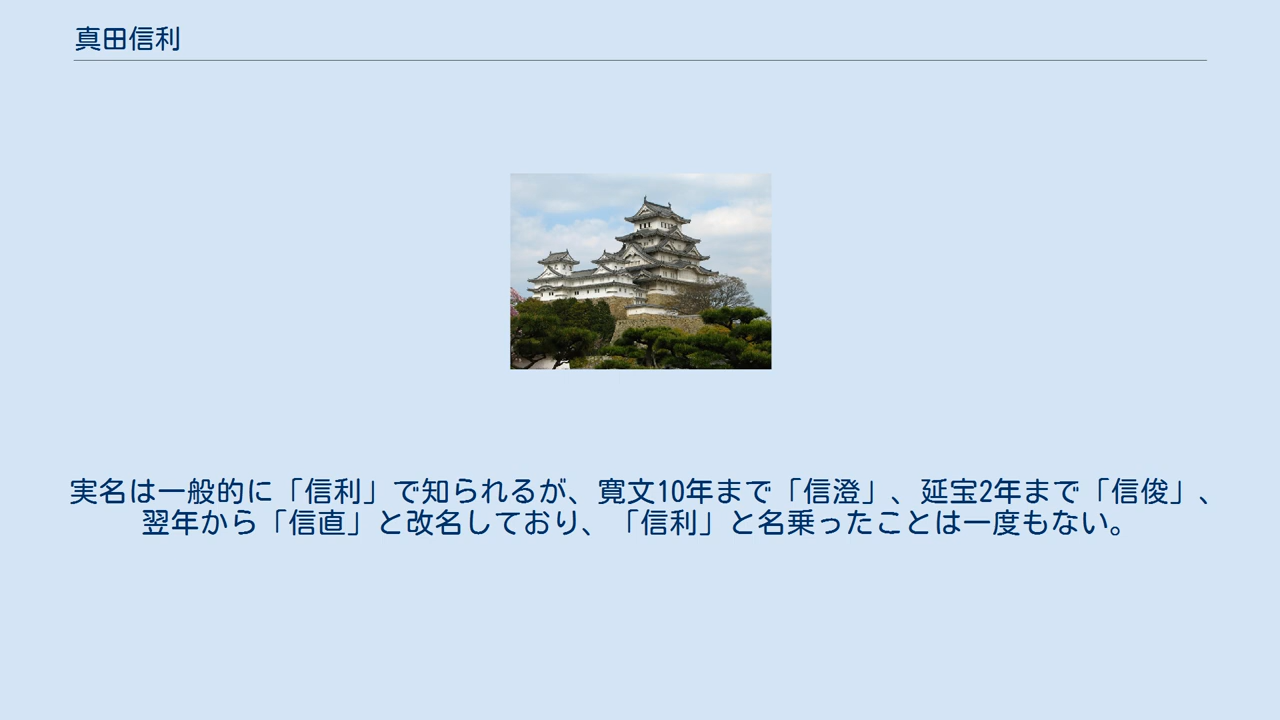 真田信利
実名は一般的に「信利」で知られるが、寛文10年まで「信澄」、延宝2年まで「信俊」、
翌年から「信直」と改名しており、「信利」と名乗ったことは一度もない。